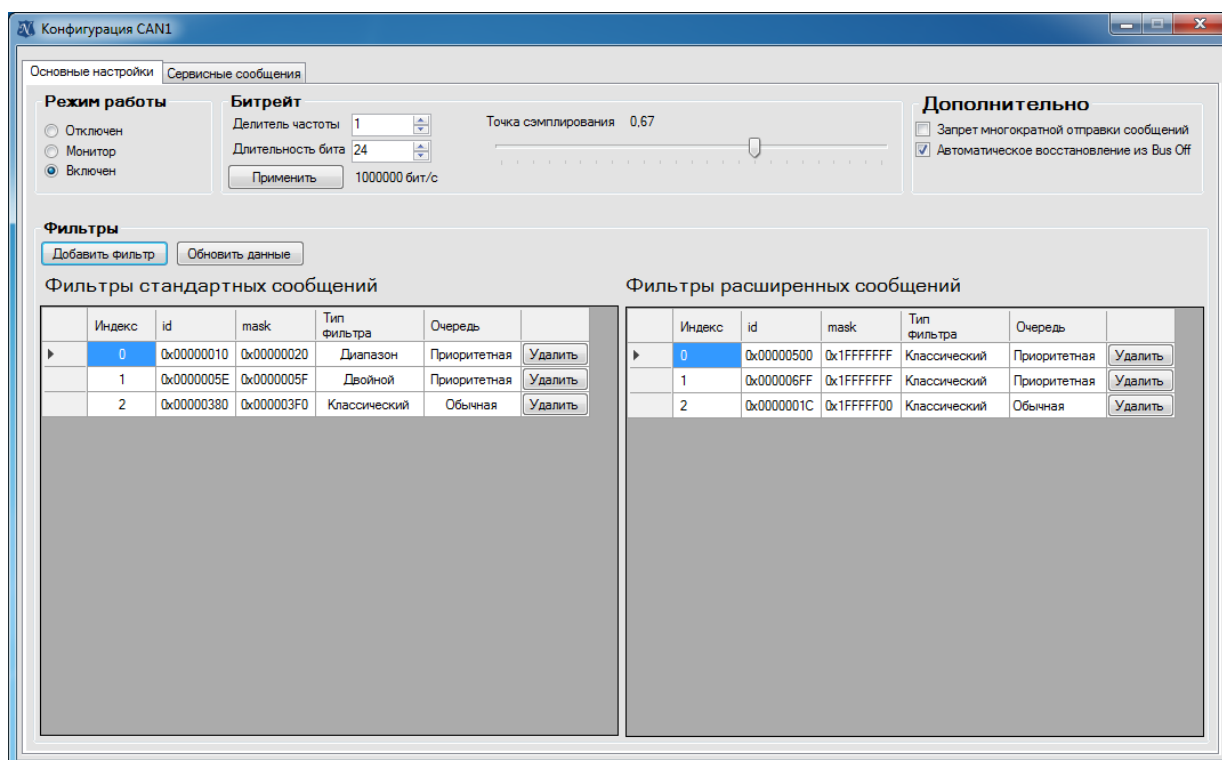 Конфигурация CAN1
Основные настройки Сервисные сообщения
Режим работы
Отключен
Монитор
Включен
Битрейт
Делитель частоты 1
Длительность бита 24
Применить 1000000 бит/с
Точка сэмплирования 0,67
Дополнительно
Запрет многократной отправки сообщений
Автоматическое восстановление из Bus Off
Фильтры
Добавить фильтр Обновить данные
Фильтры стандартных сообщений
Индекс id mask Тип фильтра Очередь
0 0x00000010 0x00000020 Диапазон Приоритетная Удалить
1 0x0000005E 0x0000005F Двойной Приоритетная Удалить
2 0x00000380 0x000003F0 Классический Обычная Удалить
Фильтры расширенных сообщений
Индекс id mask Тип фильтра Очередь
0 0x00000500 0x1FFFFFFF Классический Приоритетная Удалить
1 0x000006FF 0x1FFFFFFF Классический Приоритетная Удалить
2 0x0000001C 0x1FFFFF00 Классический Обычная Удалить